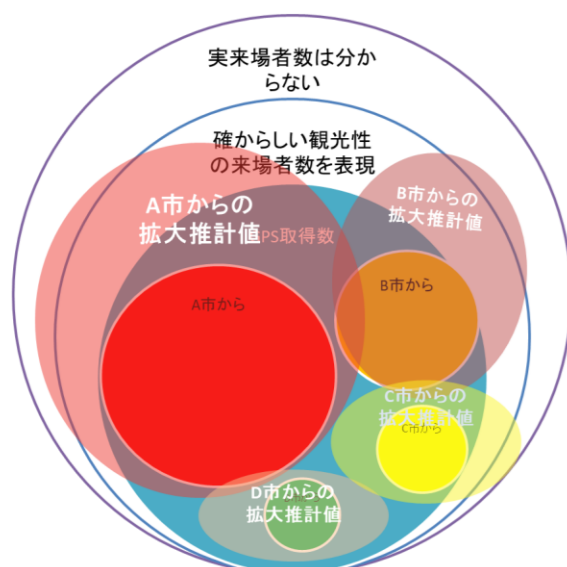 実来場者数は分か
らない
確からしい観光性
の来場者数を表現
A市からの
拡大推計値
PS取得数
B市からの
拡大推計値
A市から
B市から
C市からの
拡大推計値
C市から
D市からの
拡大推計値